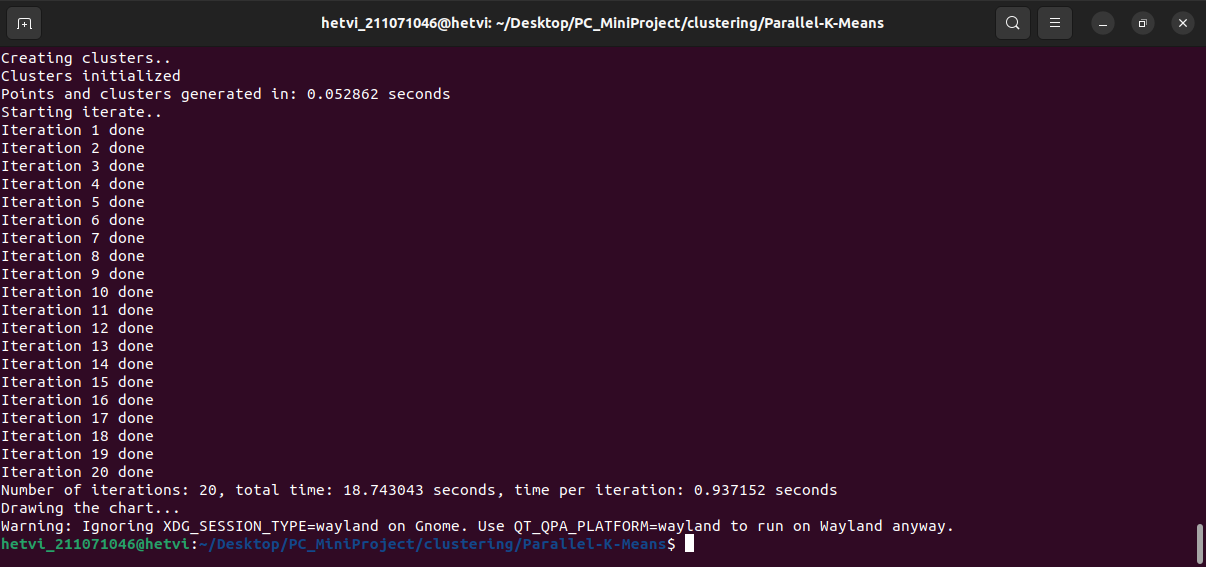 hetvi_211071046@hetvi: ~/Desktop/PC_MiniProject/clustering/Parallel-K-Means
Creating clusters..
Clusters initialized
Points and clusters generated in: 0.052862 seconds
Starting iterate..
Iteration 1 done
Iteration 2 done
Iteration 3 done
Iteration 4 done
Iteration 5 done
Iteration 6 done
Iteration 7 done
Iteration 8 done
Iteration 9 done
Iteration 10 done
Iteration 11 done
Iteration 12 done
Iteration 13 done
Iteration 14 done
Iteration 15 done
Iteration 16 done
Iteration 17 done
Iteration 18 done
Iteration 19 done
Iteration 20 done
Number of iterations: 20, total time: 18.743043 seconds, time per iteration: 0.937152 seconds
Drawing the chart...
Warning: Ignoring XDG_SESSION_TYPE=wayland on Gnome. Use QT_QPA_PLATFORM=wayland to run on Wayland anyway.
hetvi_211071046@hetvi:~/Desktop/PC_MiniProject/clustering/Parallel-K-Means$